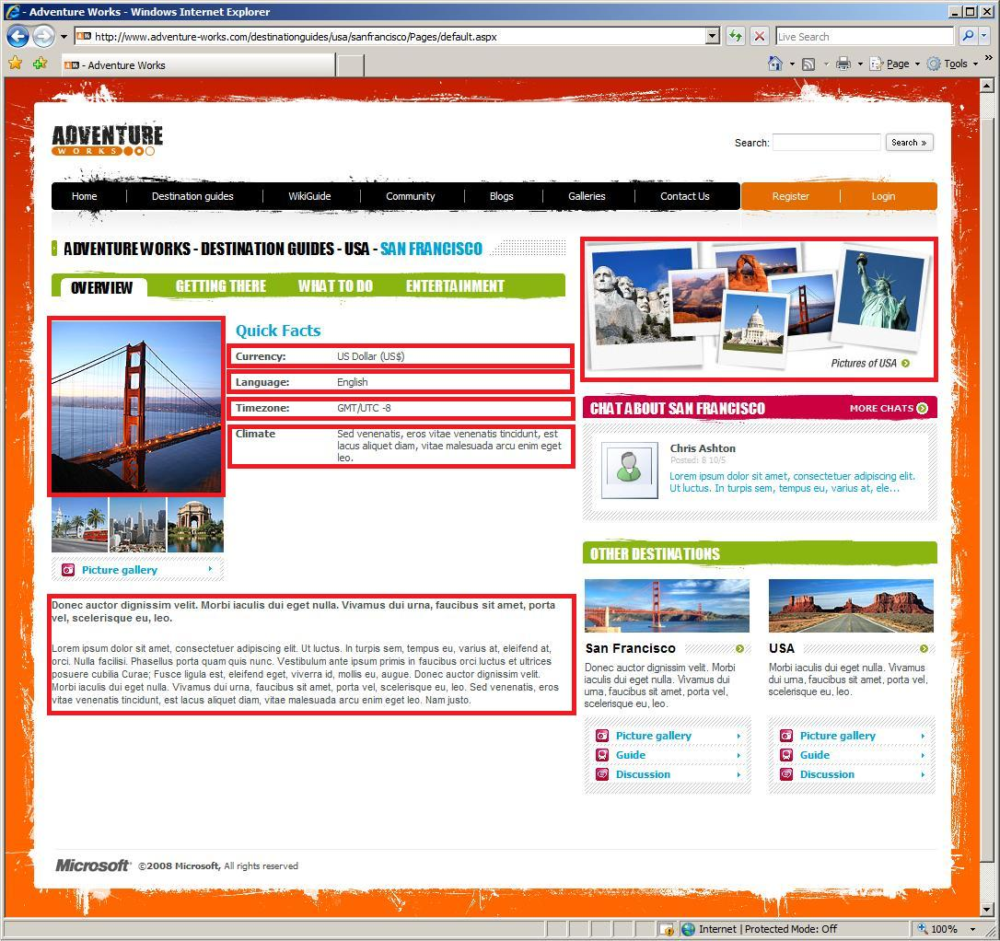 - Adventure Works - Windows Internet Explorer
http://www.adventure-works.com/destinationguides/usa/sanfrancisco/Pages/default.aspx
Live Search
- Adventure Works
Page
Tools
ADVENTURE
WORKS
Search:
Search »
Home
Destination guides
WikiGuide
Community
Blogs
Galleries
Contact Us
Register
Login
ADVENTURE WORKS - DESTINATION GUIDES - USA - SAN FRANCISCO
OVERVIEW
GETTING THERE
WHAT TO DO
ENTERTAINMENT
Quick Facts
Currency: US Dollar (US$)
Language: English
Timezone: GMT/UTC -8
Climate Sed venenatis, eros vitae venenatis tincidunt, est
lacus aliquet diam, vitae malesuada arcu enim eget
leo.
Picture gallery
Donec auctor dignissim velit. Morbi iaculis dui eget nulla. Vivamus dui urna, faucibus sit amet, porta
vel, scelerisque eu, leo.
Lorem ipsum dolor sit amet, consectetuer adipiscing elit. Ut luctus. In turpis sem, tempus eu, varius at, eleifend at,
orci. Nulla facilisi. Phasellus porta quam quis nunc. Vestibulum ante ipsum primis in faucibus orci luctus et ultrices
posuere cubilia Curae; Fusce ligula est, eleifend eget, viverra id, mollis eu, augue. Donec auctor dignissim velit.
Morbi iaculis dui eget nulla. Vivamus dui urna, faucibus sit amet, porta vel, scelerisque eu, leo. Sed venenatis, eros
vitae venenatis tincidunt, est lacus aliquet diam, vitae malesuada arcu enim eget leo. Nam justo.
Pictures of USA
CHAT ABOUT SAN FRANCISCO
MORE CHATS
Chris Ashton
Posted: 8 10/5
Lorem ipsum dolor sit amet, consectetuer adipiscing elit.
Ut luctus. In turpis sem, tempus eu, varius at, ele...
OTHER DESTINATIONS
San Francisco
Donec auctor dignissim velit. Morbi
iaculis dui eget nulla. Vivamus dui
urna, faucibus sit amet, porta vel,
scelerisque eu, leo.
Picture gallery
Guide
Discussion
USA
Morbi iaculis dui eget nulla. Vivamus
dui urna, faucibus sit amet, porta vel,
scelerisque eu, leo.
Picture gallery
Guide
Discussion
Microsoft ©2008 Microsoft, All rights reserved
Internet | Protected Mode: Off
100%